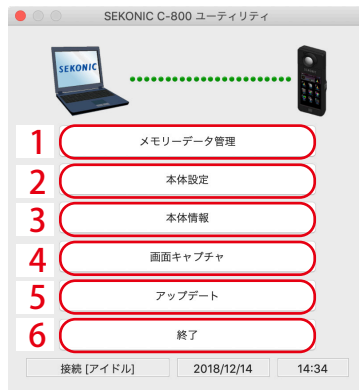 SEKONIC C-800 ユーティリティ
SEKONIC
1 メモリーデータ管理
2 本体設定
3 本体情報
4 画面キャプチャ
5 アップデート
6 終了
接続 [アイドル] 2018/12/14 14:34